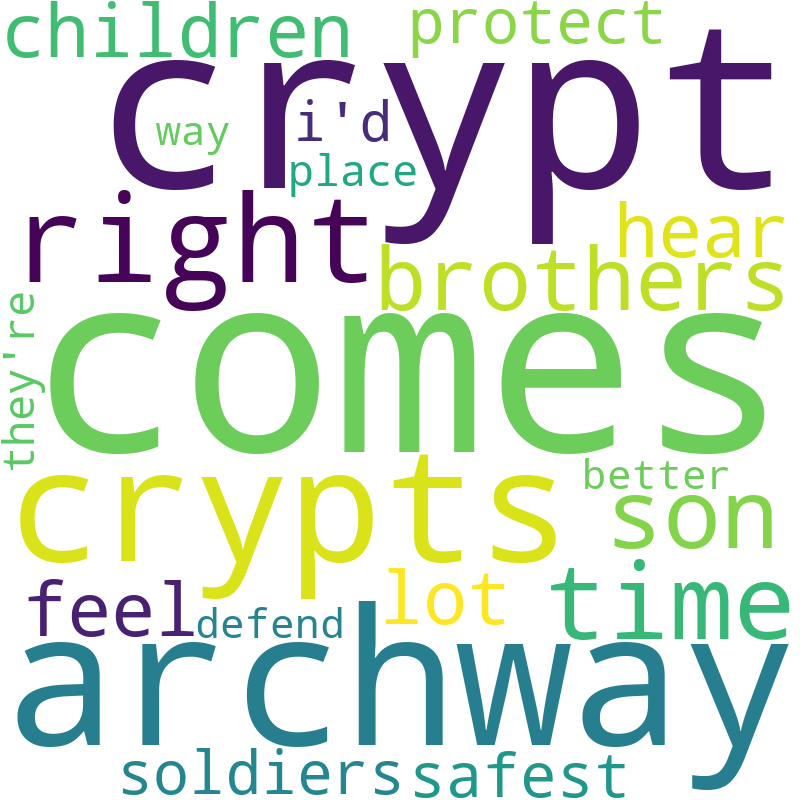 children protect
crypt
way i'd
place
right hear
brothers
they're
comes
crypts better
son
feel lot time
defend
archway
soldiers safest